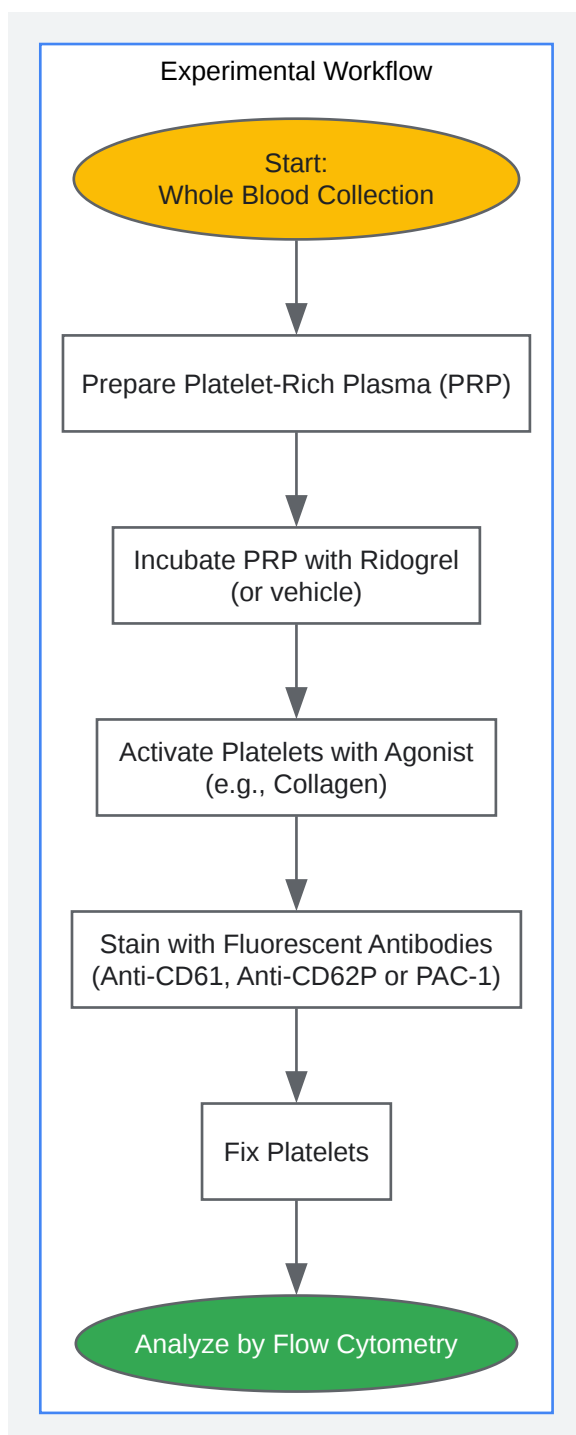 Experimental Workflow
Start:
Whole Blood Collection
Prepare Platelet-Rich Plasma (PRP)
Incubate PRP with Ridogrel
(or vehicle)
Activate Platelets with Agonist
(e.g., Collagen)
Stain with Fluorescent Antibodies
(Anti-CD61, Anti-CD62P or PAC-1)
Fix Platelets
Analyze by Flow Cytometry